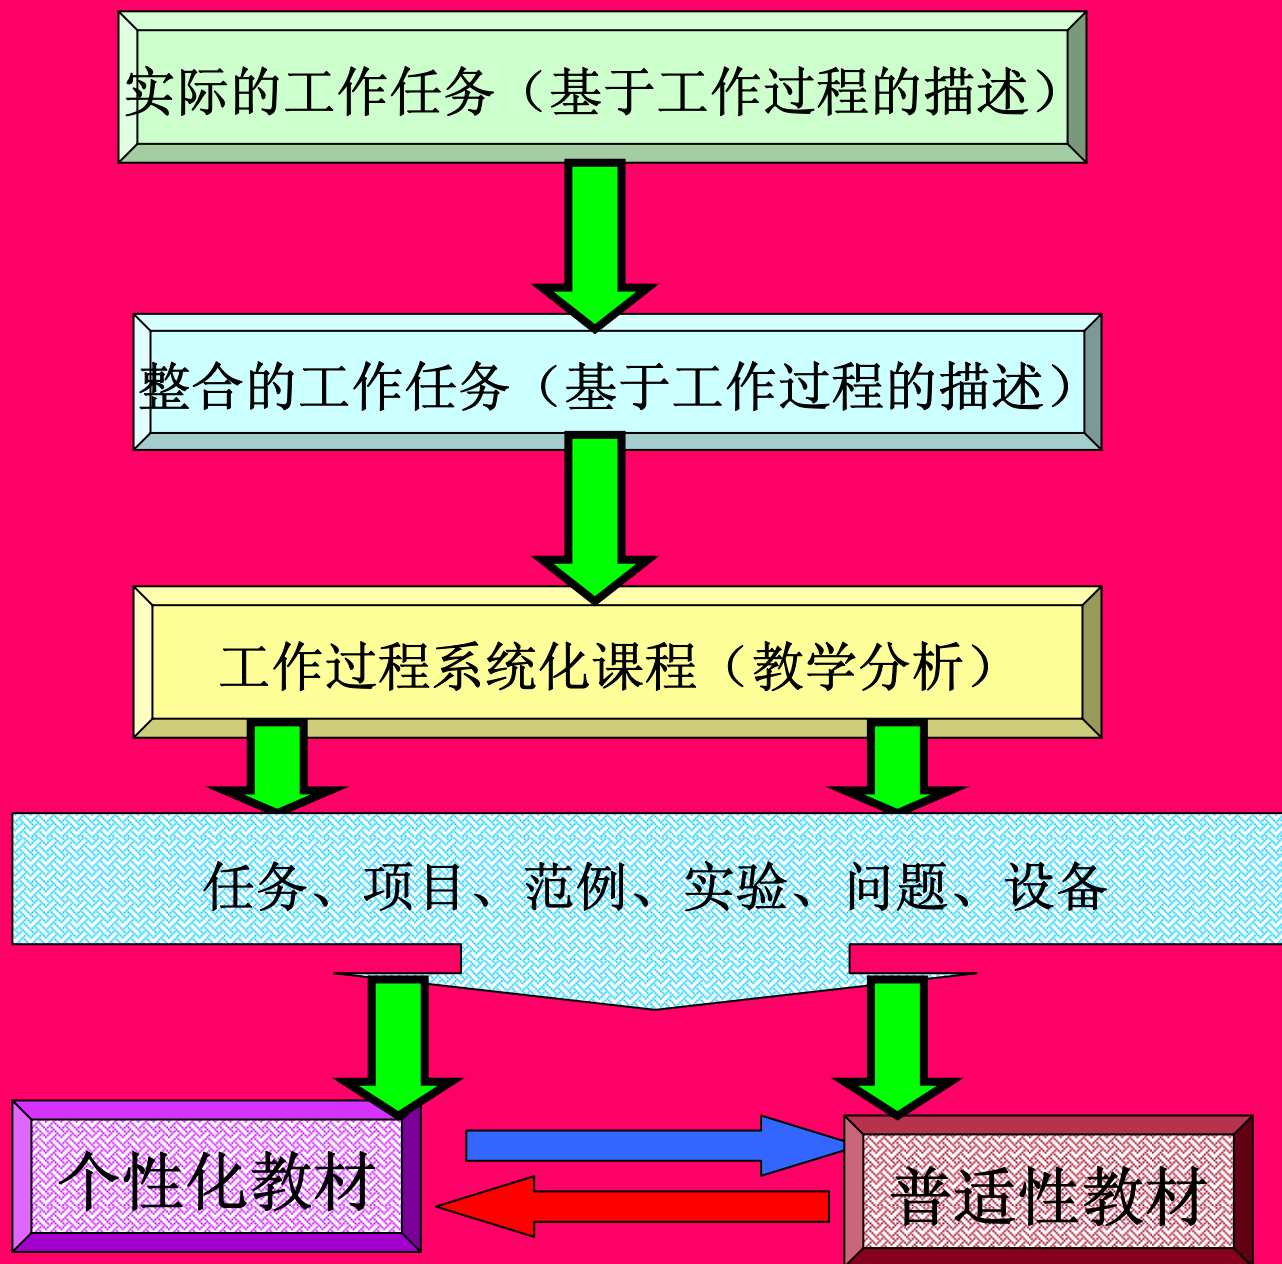 实际的工作任务（基于工作过程的描述）
整合的工作任务（基于工作过程的描述）
工作过程系统化课程（教学分析）
任务、项目、范例、实验、问题、设备
个性化教材
普适性教材